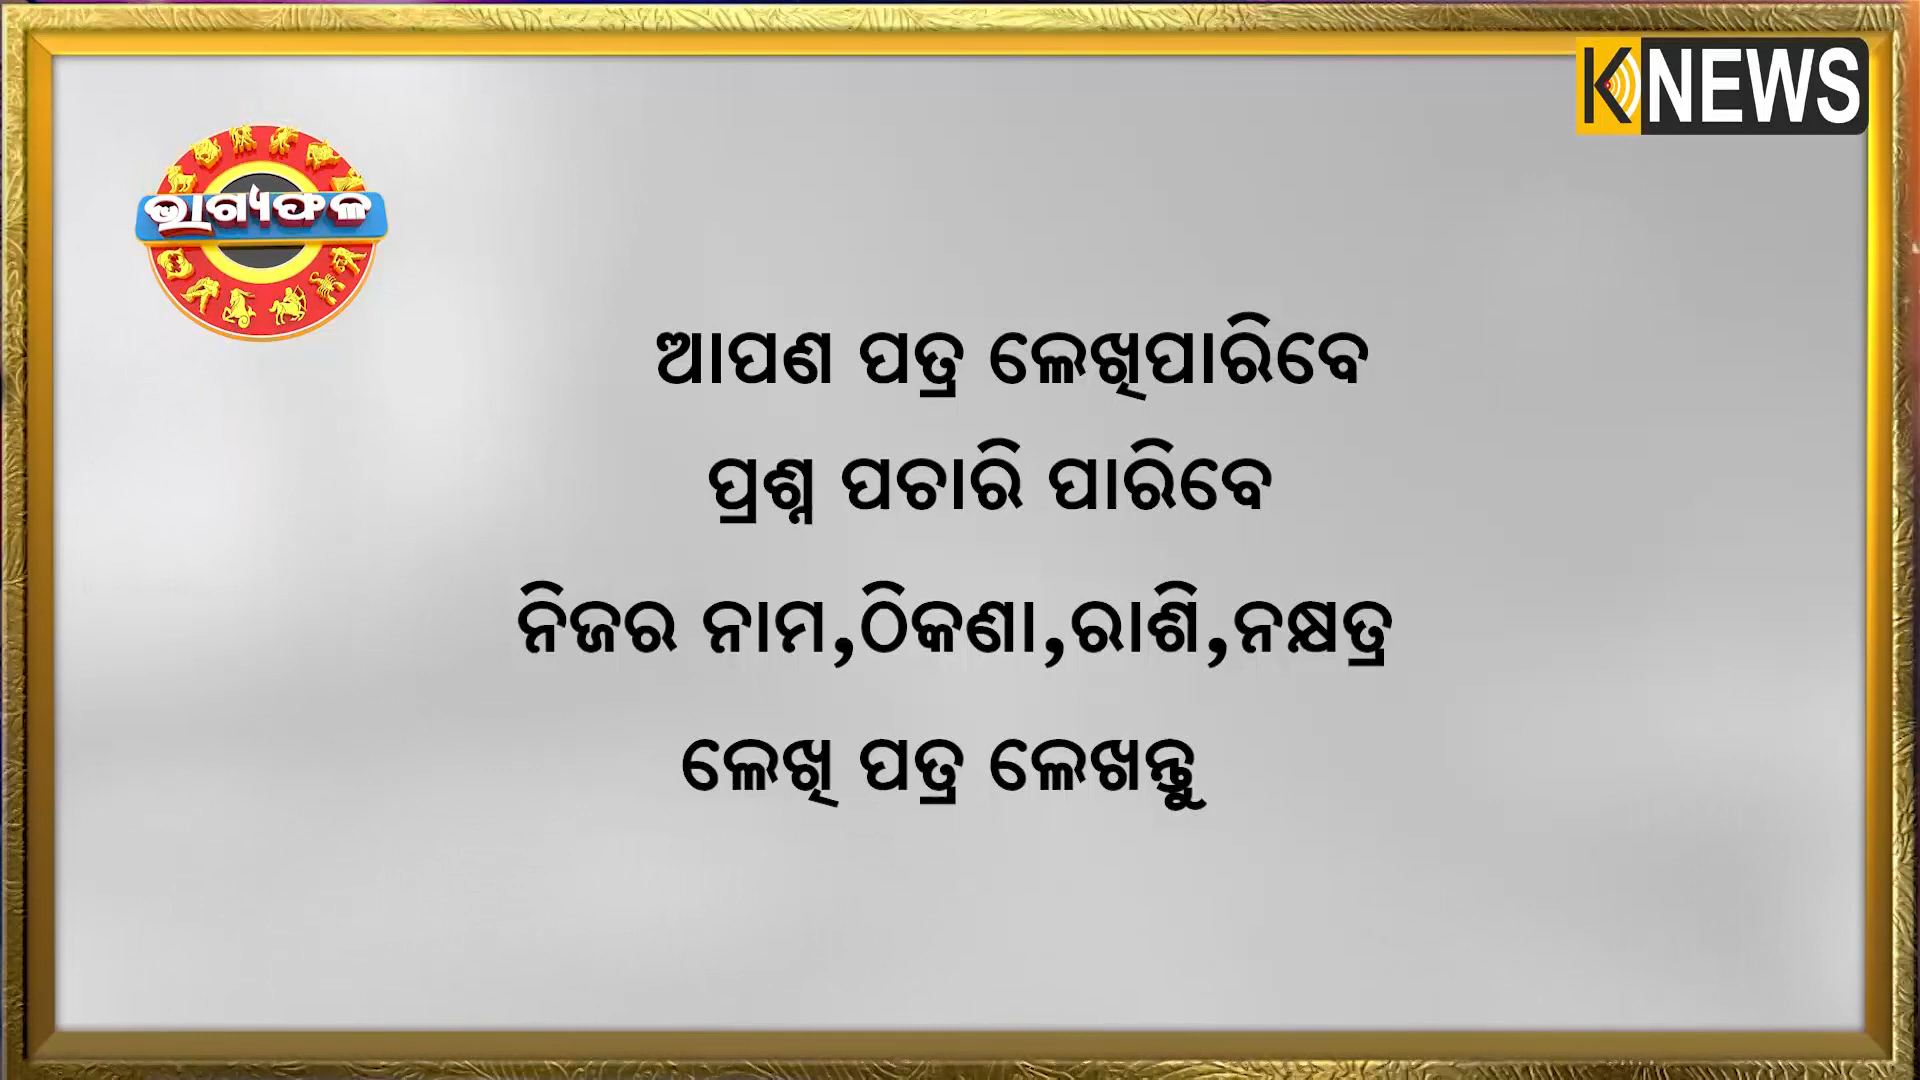 KNEWS
ଭାଗ୍ୟଫଳ
ଆପଣ ପତ୍ର ଲେଖିପାରିବେ
ପ୍ରଶ୍ନ ପଚାରି ପାରିବେ
ନିଜର ନାମ,ଠିକଣା,ରାଶି,ନକ୍ଷତ୍ର
ଲେଖି ପତ୍ର ଲେଖନ୍ତୁ